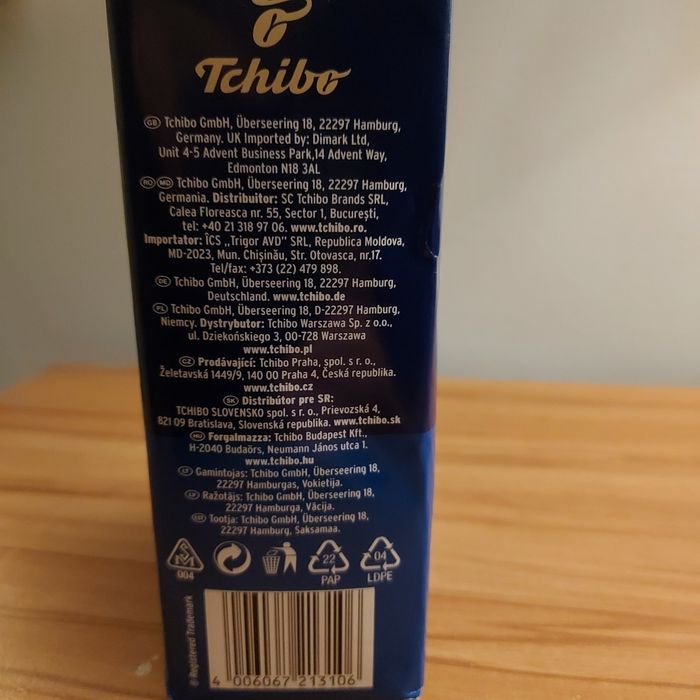 Tchibo
GB Tchibo GmbH, Überseering 18, 22297 Hamburg,
Germany. UK Imported by: Dimark Ltd,
Unit 4-5 Advent Business Park,14 Advent Way,
Edmonton N18 3AL
RO MD Tchibo GmbH, Überseering 18, 22297 Hamburg,
Germania. Distribuitor: SC Tchibo Brands SRL,
Calea Floreasca nr. 55, Sector 1, Bucureşti,
tel: +40 21 318 97 06. www.tchibo.ro.
Importator: ÎCS „Trigor AVD" SRL, Republica Moldova,
MD-2023, Mun. Chişinău, Str. Otovasca, nr.17.
Tel/fax: +373 (22) 479 898.
DE Tchibo GmbH, Überseering 18, 22297 Hamburg,
Deutschland. www.tchibo.de
PL Tchibo GmbH, Überseering 18, D-22297 Hamburg,
Niemcy. Dystrybutor: Tchibo Warszawa Sp. z o.o.,
ul. Dziekońskiego 3, 00-728 Warszawa
www.tchibo.pl
CZ Prodávající: Tchibo Praha, spol. s r. o.,
Želetavská 1449/9, 140 00 Praha 4, Česká republika.
www.tchibo.cz
SK Distribútor pre SR:
TCHIBO SLOVENSKO spol. s r. o., Prievozská 4,
821 09 Bratislava, Slovenská republika. www.tchibo.sk
HU Forgalmazza: Tchibo Budapest Kft.,
H-2040 Budaörs, Neumann János utca 1.
www.tchibo.hu
LT Gamintojas: Tchibo GmbH, Überseering 18,
22297 Hamburgas, Vokietija.
LV Ražotājs: Tchibo GmbH, Überseering 18,
22297 Hamburga, Vācija.
EST Tootja: Tchibo GmbH, Überseering 18,
22297 Hamburg, Saksamaa.
004
22
PAP
04
LDPE
® Registered Trademark
4 006067 213106